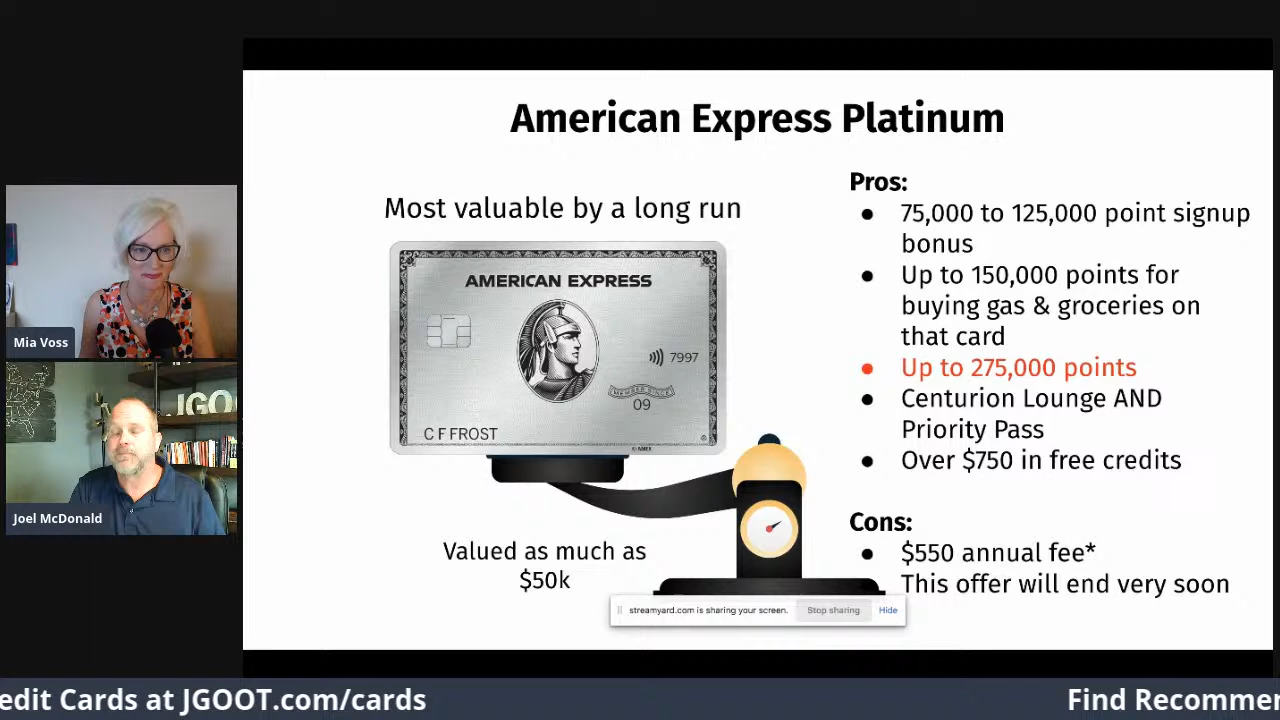 American Express Platinum
Most valuable by a long run
AMERICAN EXPRESS
7997
MEMBER SINCE
09
C F FROST
© AMEX
Valued as much as
$50k
Pros:
● 75,000 to 125,000 point signup
bonus
● Up to 150,000 points for
buying gas & groceries on
that card
● Up to 275,000 points
● Centurion Lounge AND
Priority Pass
● Over $750 in free credits
Cons:
● $550 annual fee*
This offer will end very soon
streamyard.com is sharing your screen.
Stop sharing
Hide
Mia Voss
JGOO
Joel McDonald
edit Cards at JGOOT.com/cards
Find Recommer